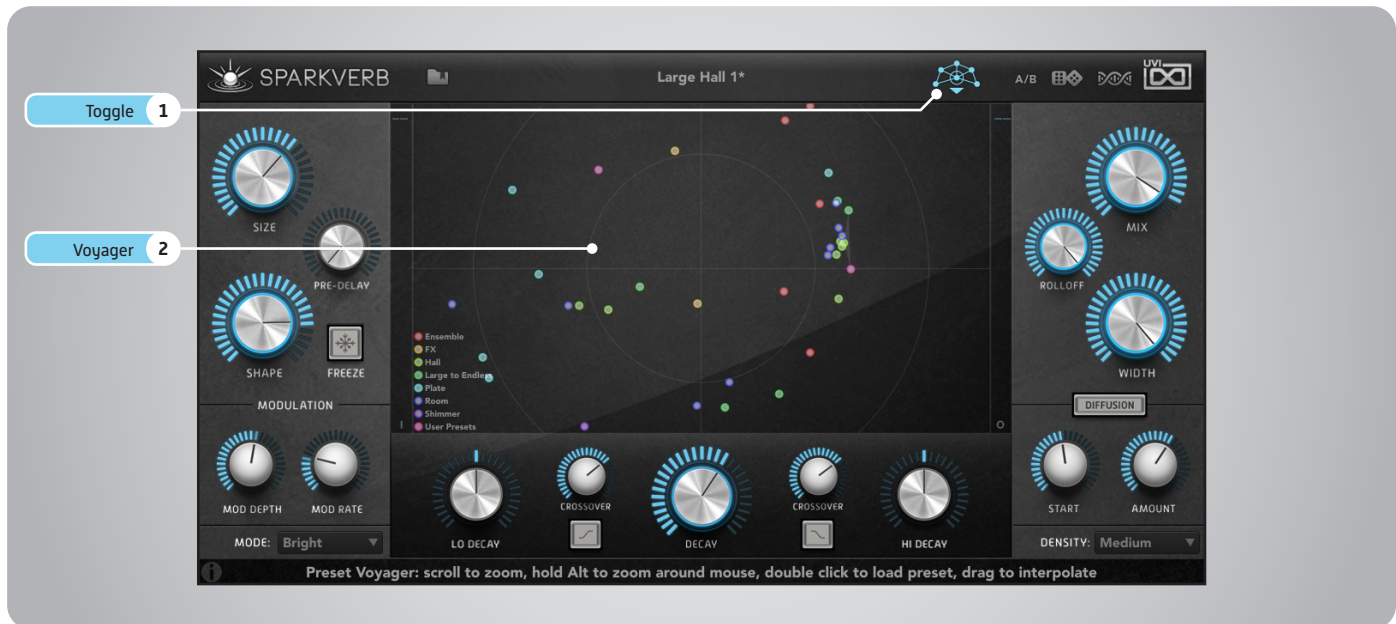 SPARKVERB
Large Hall 1*
A/B
UVI
Toggle 1
Voyager 2
SIZE
PRE-DELAY
SHAPE
FREEZE
MODULATION
MOD DEPTH
MOD RATE
MODE: Bright
Ensemble
FX
Hall
Large to Endless
Plate
Room
Shimmer
User Presets
I
O
LO DECAY
CROSSOVER
DECAY
CROSSOVER
HI DECAY
MIX
ROLLOFF
WIDTH
DIFFUSION
START
AMOUNT
DENSITY: Medium
Preset Voyager: scroll to zoom, hold Alt to zoom around mouse, double click to load preset, drag to interpolate